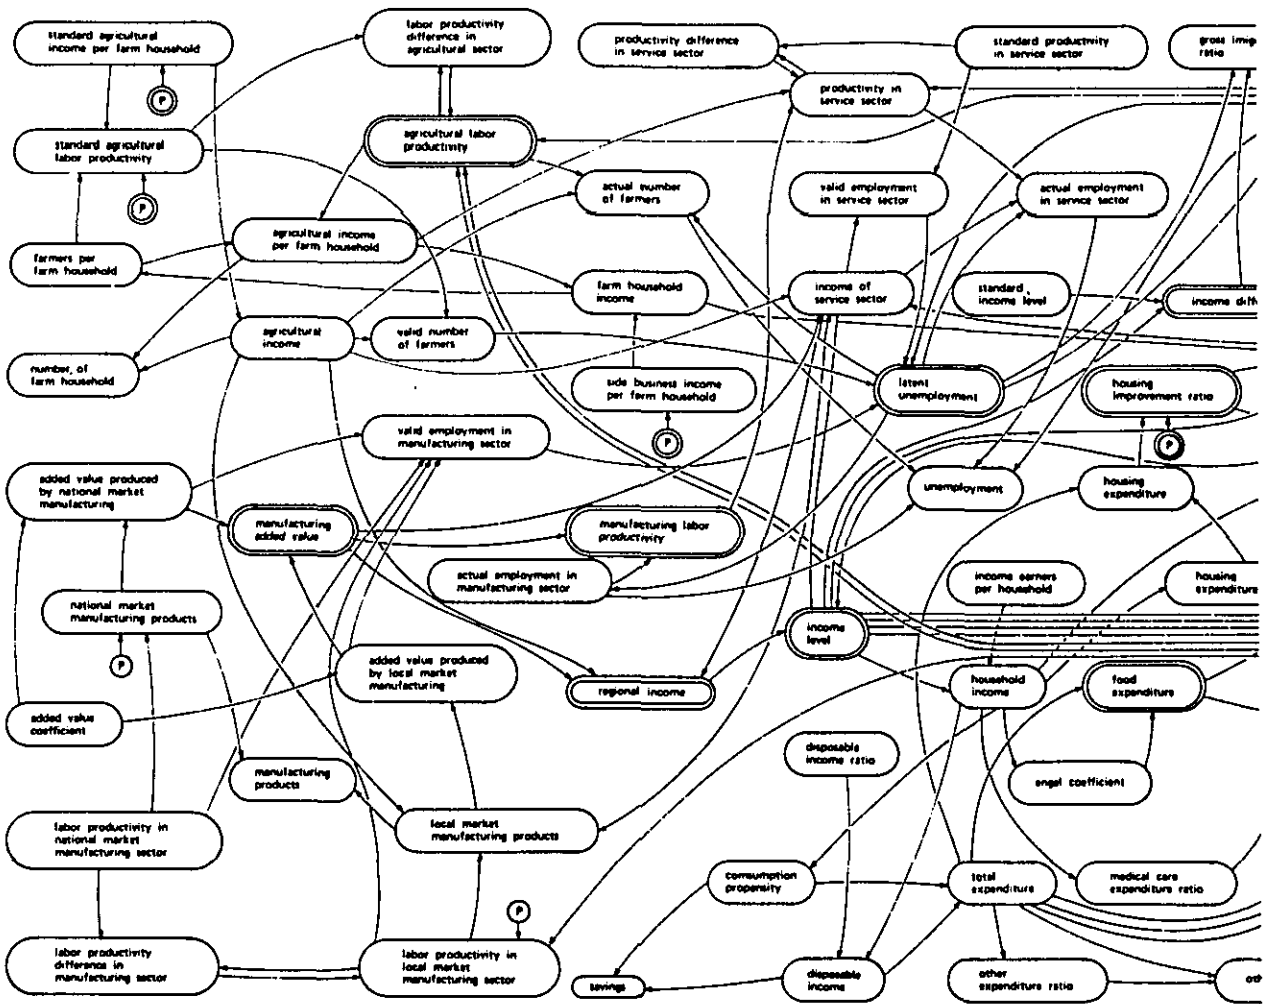 standard agricultural
income per farm household
labor productivity
difference in
agricultural sector
productivity difference
in service sector
standard productivity
in service sector
gross
ratio
P
productivity in
service sector
standard agricultural
labor productivity
agricultural labor
productivity
P
actual number
of farmers
valid employment
in service sector
actual employment
in service sector
agricultural income
per farm household
farmers per
farm household
farm household
income
income of
service sector
standard
income level
income
agricultural
income
valid number
of farmers
number of
farm household
side business income
per farm household
latent
unemployment
housing
improvement ratio
P
P
valid employment in
manufacturing sector
added value produced
by national market
manufacturing
unemployment
housing
expenditure
manufacturing
added value
manufacturing labor
productivity
actual employment in
manufacturing sector
income earners
per household
housing
expenditure
national market
manufacturing products
income
level
P
added value produced
by local market
manufacturing
regional income
household
income
food
expenditure
added value
coefficient
disposable
income ratio
manufacturing
products
engel coefficient
labor productivity in
national market
manufacturing sector
local market
manufacturing products
consumption
propensity
total
expenditure
medical care
expenditure ratio
P
labor productivity
difference in
manufacturing sector
labor productivity in
local market
manufacturing sector
savings
disposable
income
other
expenditure ratio